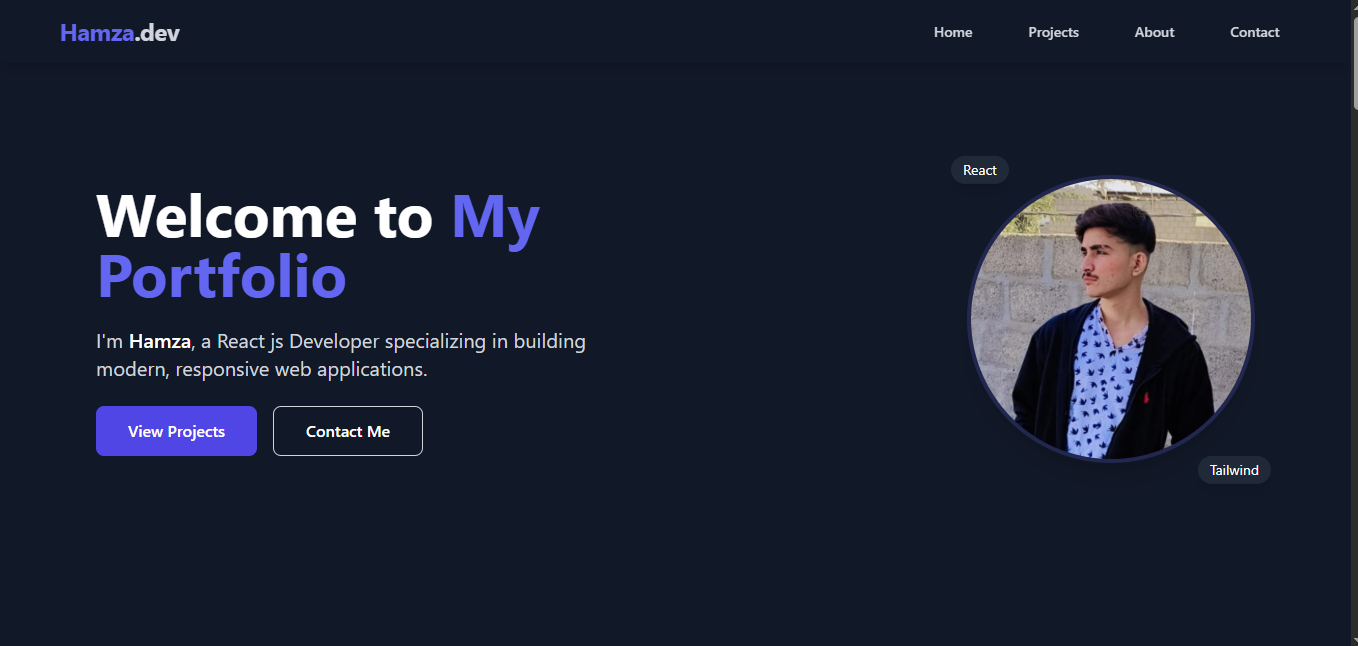 Hamza.dev
Home
Projects
About
Contact
Welcome to My
Portfolio
I'm Hamza, a React js Developer specializing in building
modern, responsive web applications.
View Projects
Contact Me
React
Tailwind